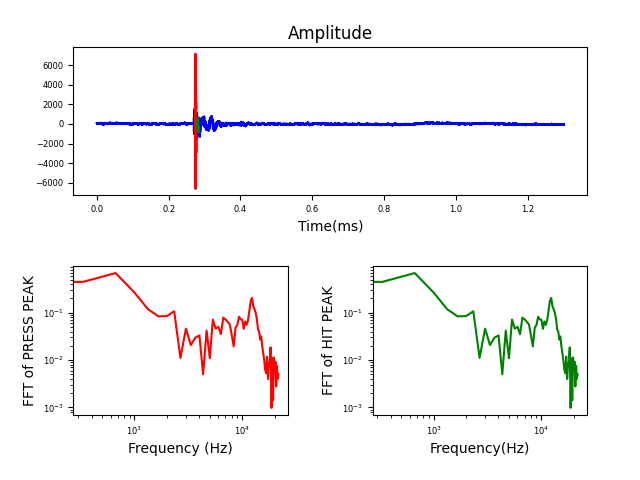 Amplitude
6000
4000
2000
0
−2000
−4000
−6000
0.0 0.2 0.4 0.6 0.8 1.0 1.2
Time(ms)
FFT of PRESS PEAK
10⁻¹
10⁻²
10⁻³
10³ 10⁴
Frequency (Hz)
FFT of HIT PEAK
10⁻¹
10⁻²
10⁻³
10³ 10⁴
Frequency(Hz)